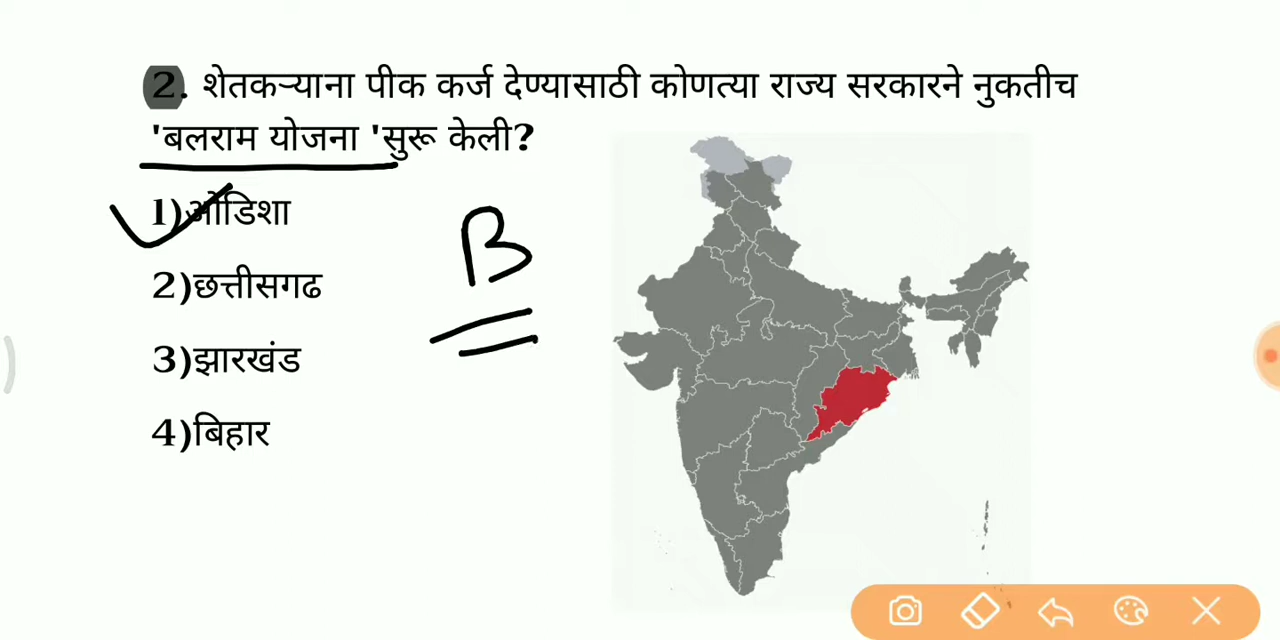 2. शेतकऱ्याना पीक कर्ज देण्यासाठी कोणत्या राज्य सरकारने नुकतीच
'बलराम योजना 'सुरू केली?
1)ओडिशा
2)छत्तीसगढ
3)झारखंड
4)बिहार
B